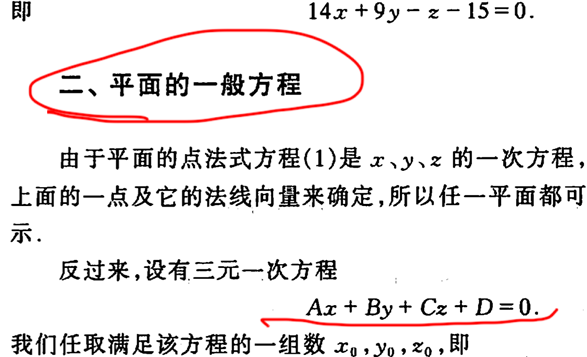 即
14x+9y-z-15=0.
二、平面的一般方程
由于平面的点法式方程(1)是 x、y、z 的一次方程,
上面的一点及它的法线向量来确定,所以任一平面都可
示.
反过来,设有三元一次方程
Ax+By+Cz+D=0.
我们任取满足该方程的一组数 x₀,y₀,z₀,即